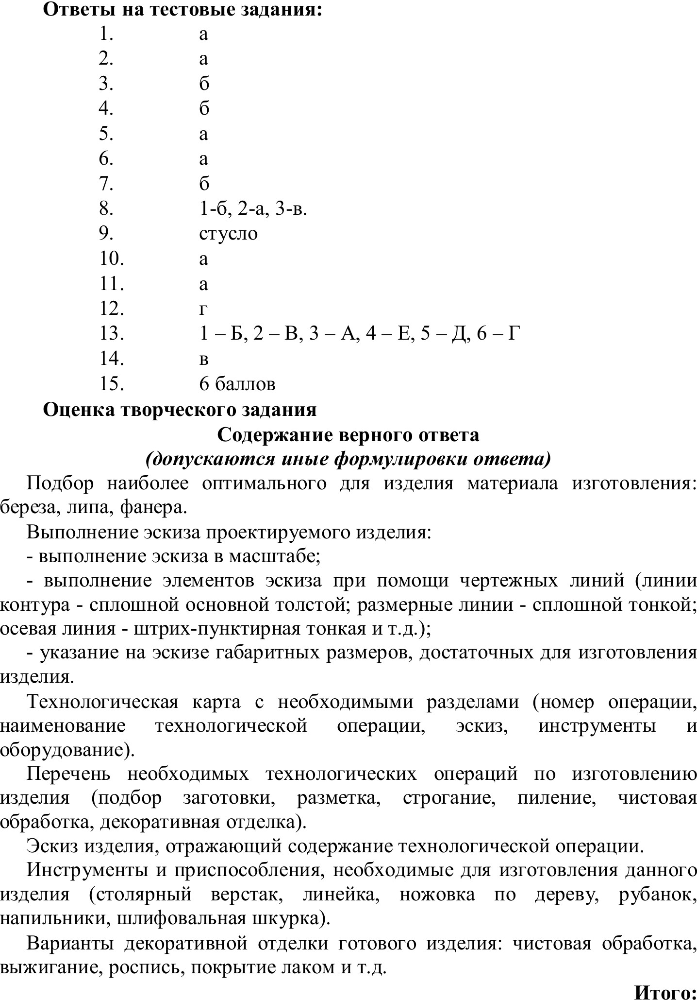 Ответы на тестовые задания:
1. а
2. а
3. б
4. б
5. а
6. а
7. б
8. 1-б, 2-а, 3-в.
9. стусло
10. а
11. а
12. г
13. 1 – Б, 2 – В, 3 – А, 4 – Е, 5 – Д, 6 – Г
14. в
15. 6 баллов
Оценка творческого задания
Содержание верного ответа
(допускаются иные формулировки ответа)
Подбор наиболее оптимального для изделия материала изготовления:
береза, липа, фанера.
Выполнение эскиза проектируемого изделия:
- выполнение эскиза в масштабе;
- выполнение элементов эскиза при помощи чертежных линий (линии
контура - сплошной основной толстой; размерные линии - сплошной тонкой;
осевая линия - штрих-пунктирная тонкая и т.д.);
- указание на эскизе габаритных размеров, достаточных для изготовления
изделия.
Технологическая карта с необходимыми разделами (номер операции,
наименование технологической операции, эскиз, инструменты и
оборудование).
Перечень необходимых технологических операций по изготовлению
изделия (подбор заготовки, разметка, строгание, пиление, чистовая
обработка, декоративная отделка).
Эскиз изделия, отражающий содержание технологической операции.
Инструменты и приспособления, необходимые для изготовления данного
изделия (столярный верстак, линейка, ножовка по дереву, рубанок,
напильники, шлифовальная шкурка).
Варианты декоративной отделки готового изделия: чистовая обработка,
выжигание, роспись, покрытие лаком и т.д.
Итого: